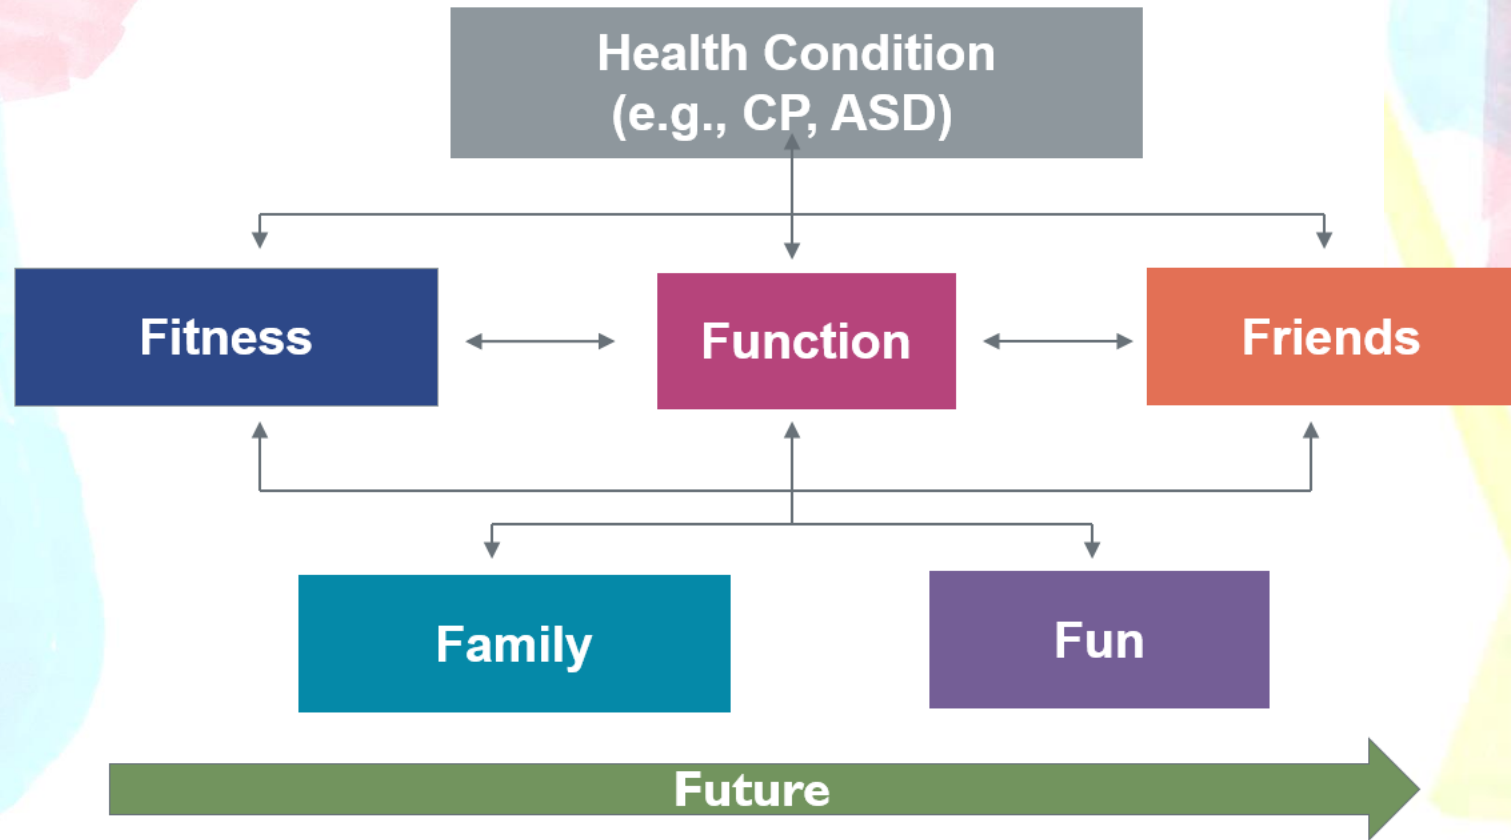 Health Condition
(e.g., CP, ASD)
Fitness
Function
Friends
Family
Fun
Future